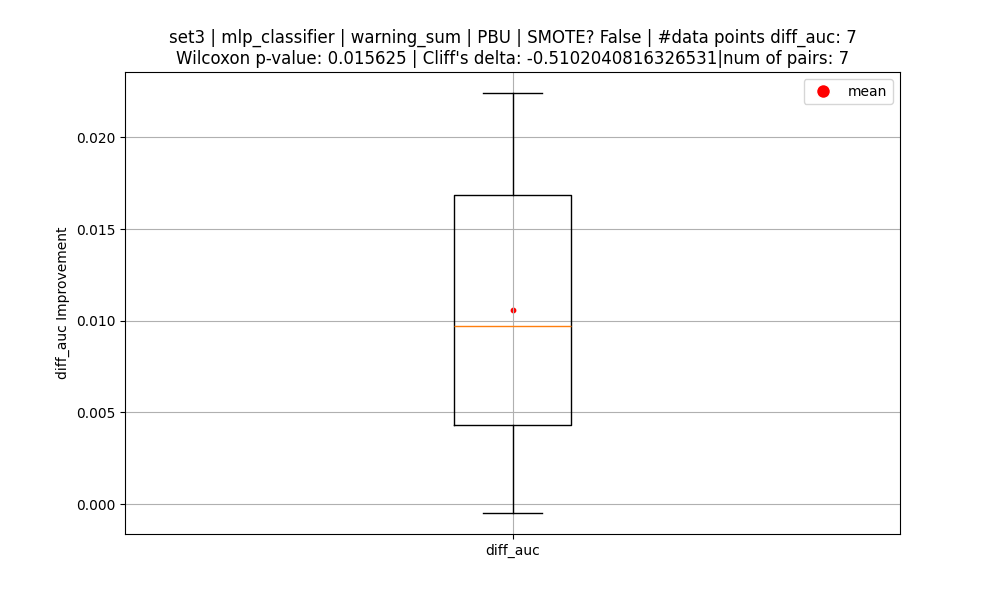 set3 | mlp_classifier | warning_sum | PBU | SMOTE? False | #data points diff_auc: 7
Wilcoxon p-value: 0.015625 | Cliff's delta: -0.5102040816326531|num of pairs: 7
mean
0.020
0.015
0.010
0.005
0.000
diff_auc Improvement
diff_auc